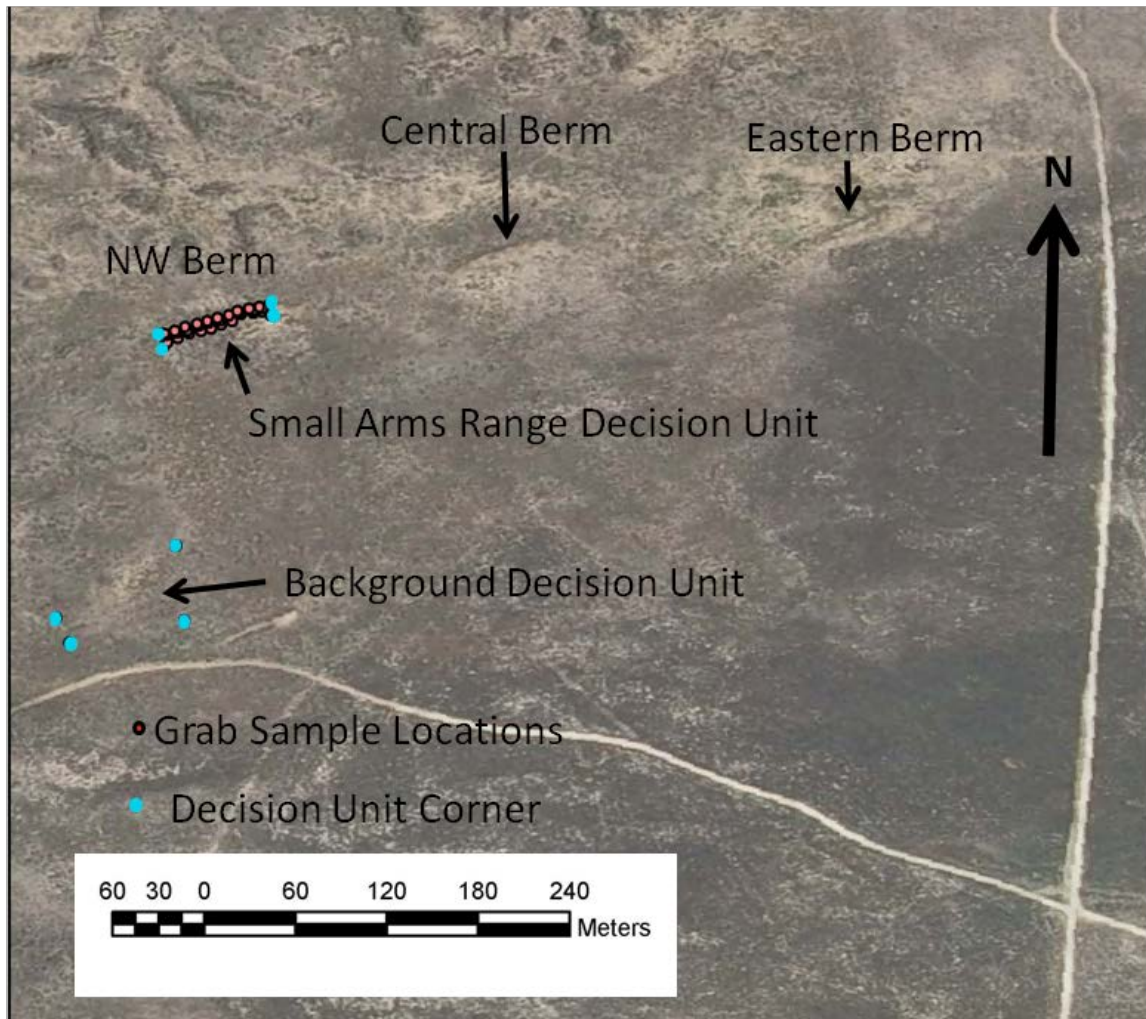 Central Berm
Eastern Berm
N
NW Berm
Small Arms Range Decision Unit
Background Decision Unit
Grab Sample Locations
Decision Unit Corner
60 30 0 60 120 180 240
Meters